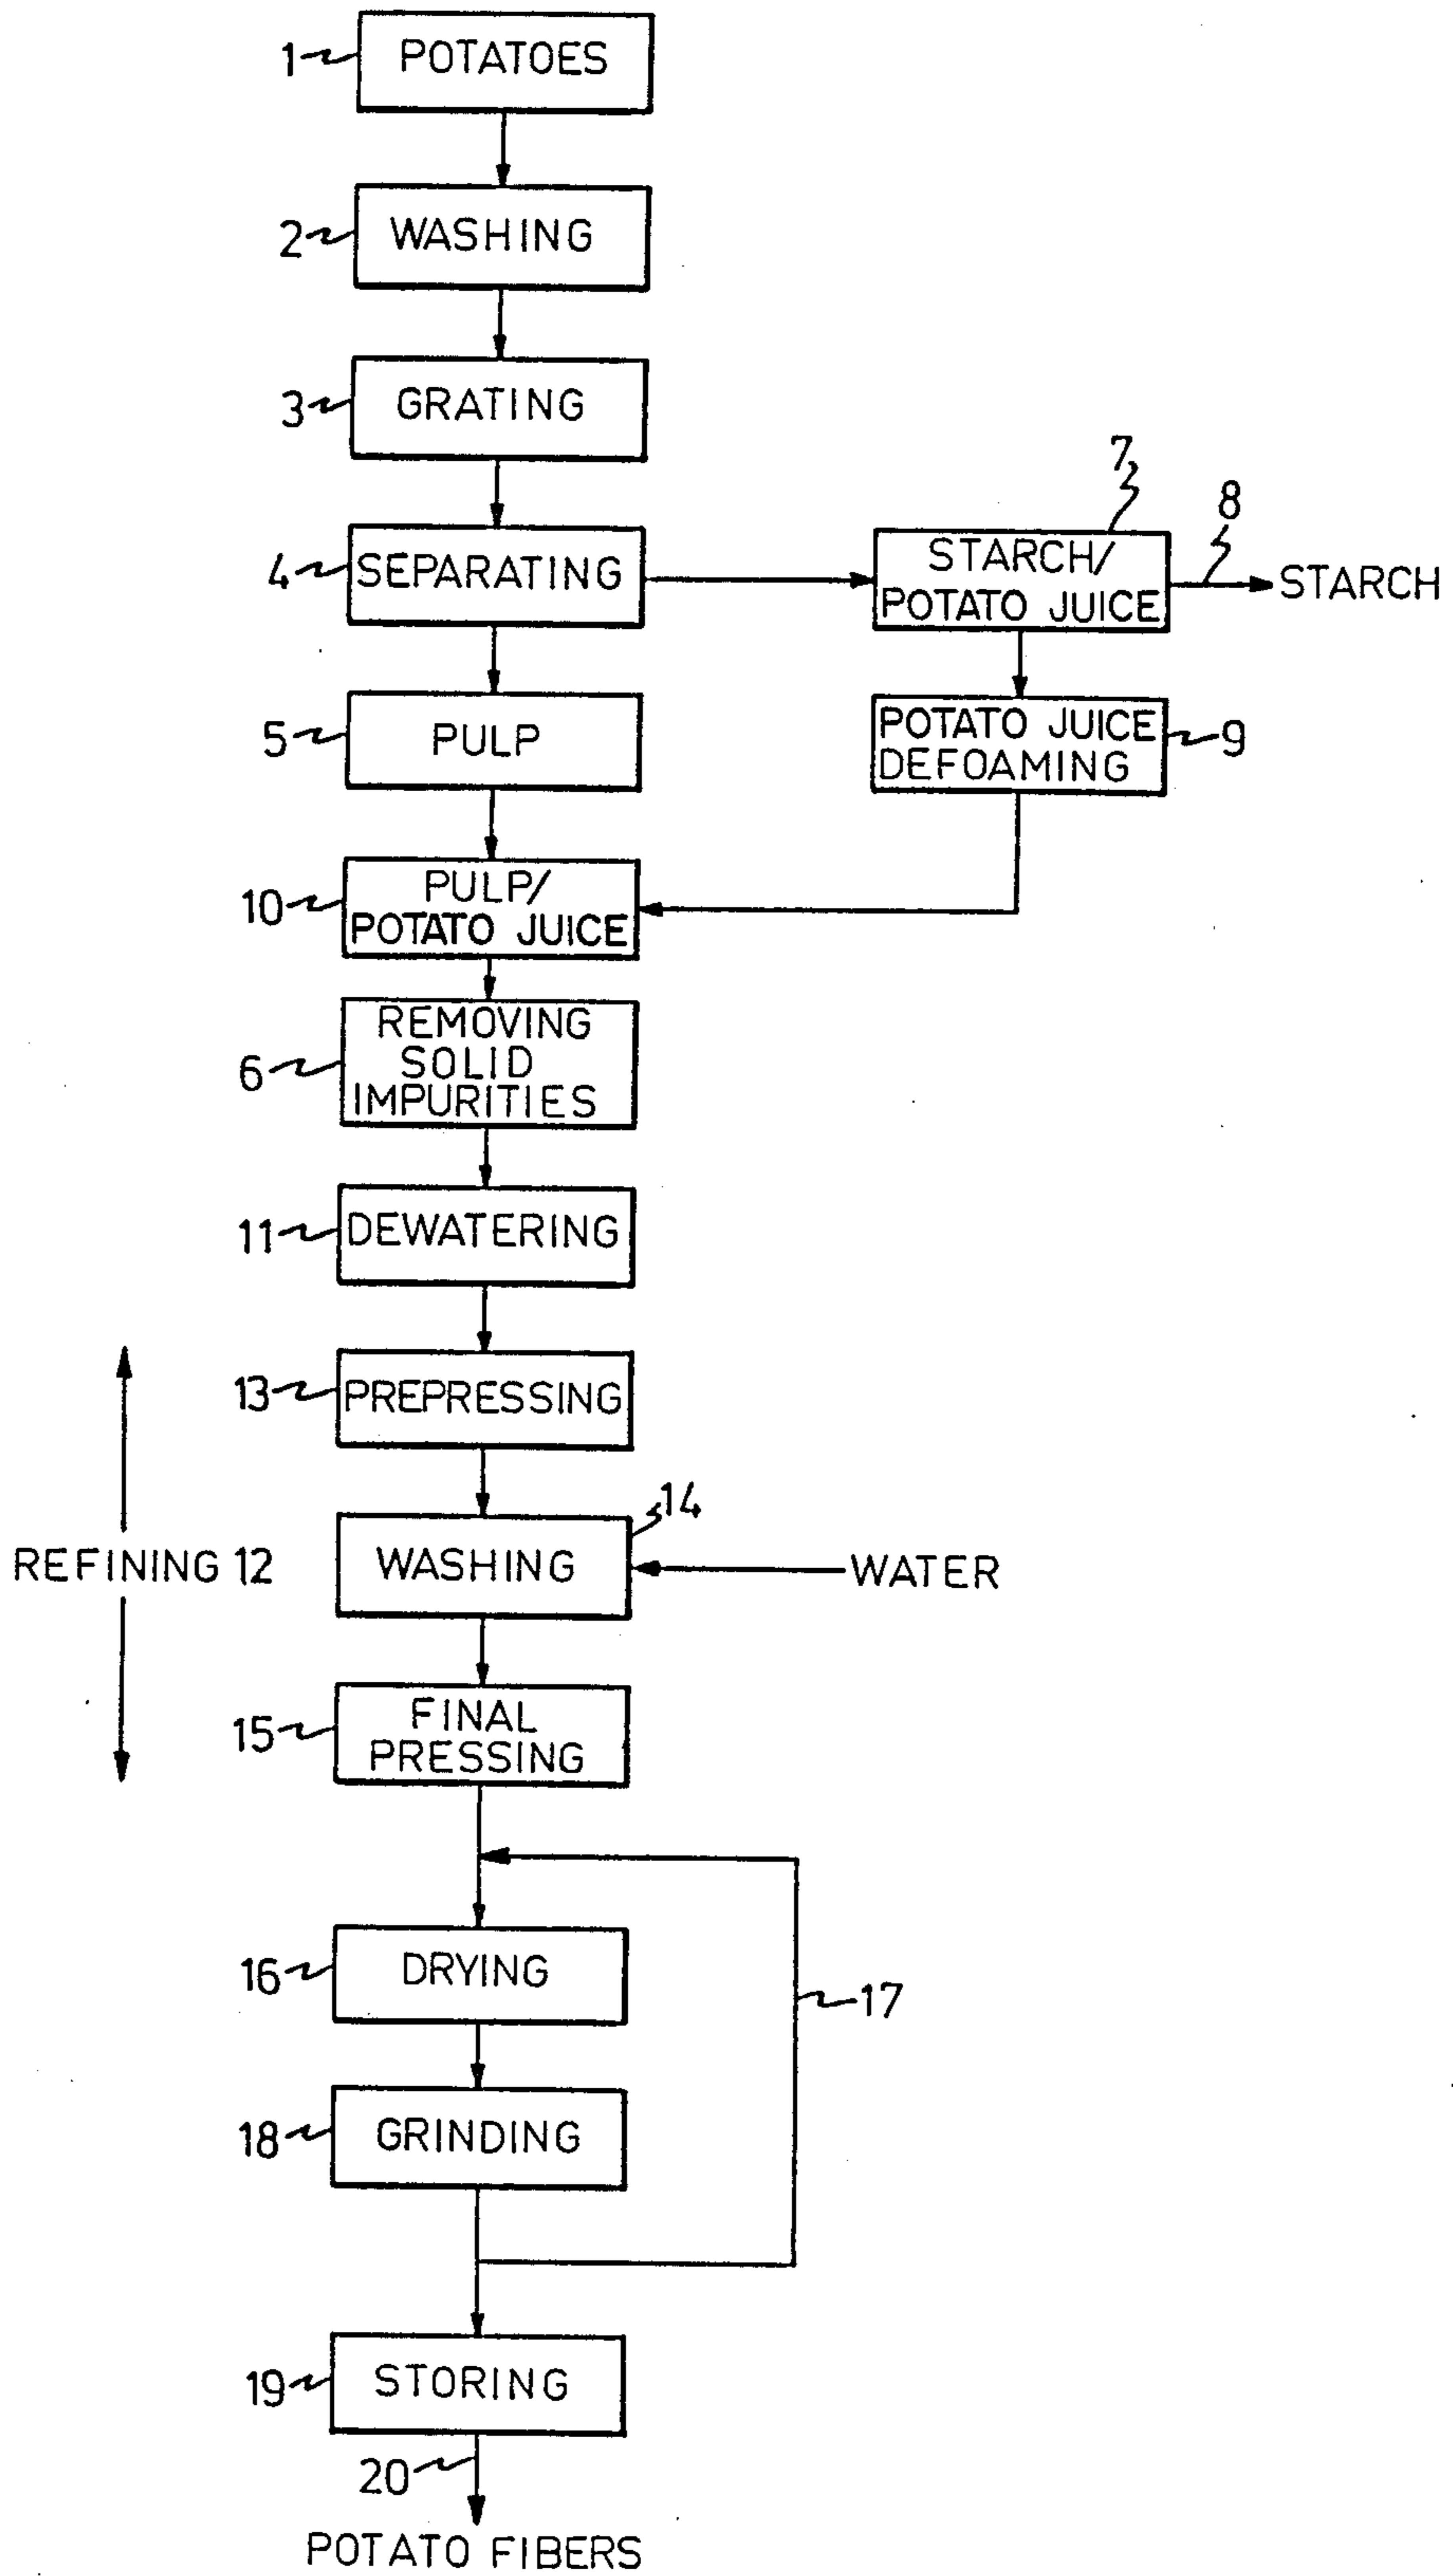 1 POTATOES
2 WASHING
3 GRATING
7
8
4 SEPARATING
STARCH/
POTATO JUICE
STARCH
5 PULP
POTATO JUICE
DEFOAMING
9
10
PULP/
POTATO JUICE
6
REMOVING
SOLID
IMPURITIES
11 DEWATERING
13 PREPRESSING
14
REFINING 12
WASHING
WATER
15
FINAL
PRESSING
16 DRYING
17
18 GRINDING
19 STORING
20
POTATO FIBERS